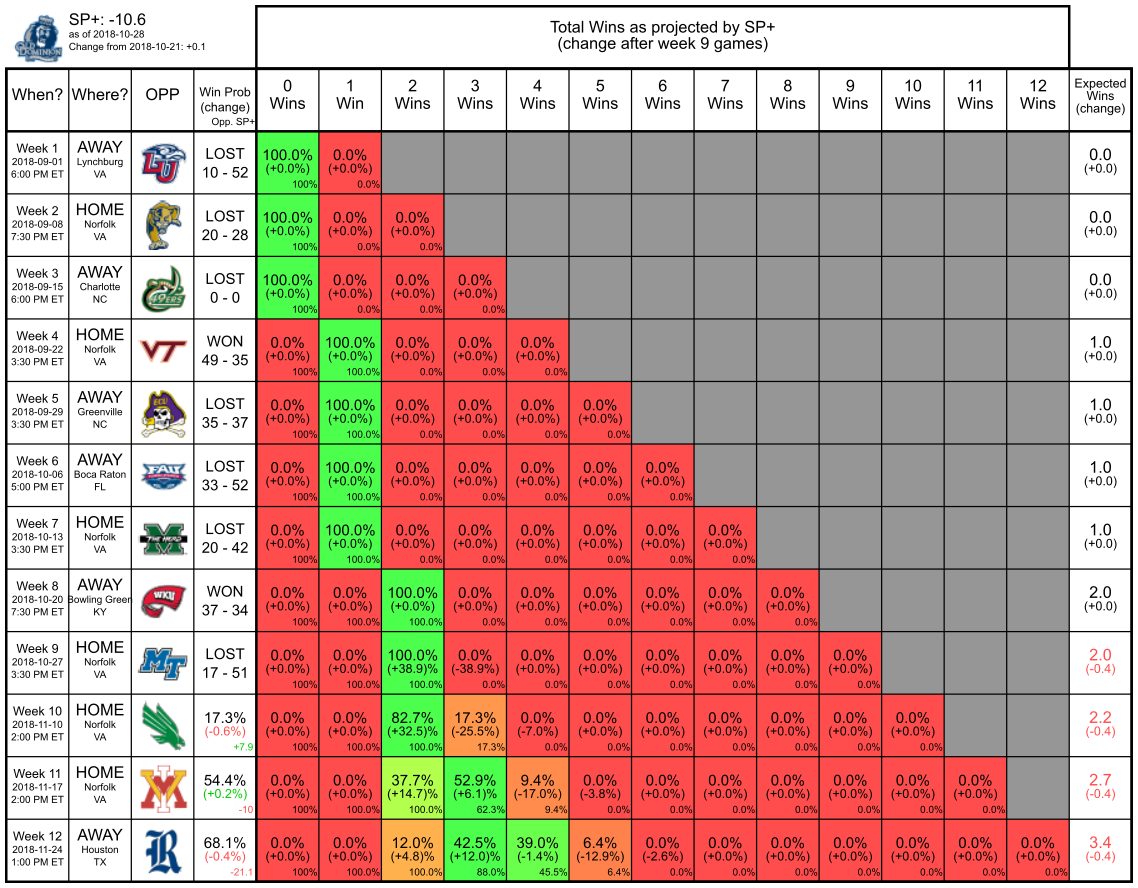 SP+: -10.6
as of 2018-10-28
Change from 2018-10-21: +0.1
OLD DOMINION
Total Wins as projected by SP+
(change after week 9 games)
When? Where? OPP Win Prob (change) Opp. SP+ 0 Wins 1 Win 2 Wins 3 Wins 4 Wins 5 Wins 6 Wins 7 Wins 8 Wins 9 Wins 10 Wins 11 Wins 12 Wins Expected Wins (change)
Week 1 AWAY LOST 100.0% 0.0% 0.0
2018-09-01 Lynchburg LU (+0.0%) (+0.0%) (+0.0)
6:00 PM ET VA 10 - 52 100% 0.0%
Week 2 HOME LOST 100.0% 0.0% 0.0% 0.0
2018-09-08 Norfolk (+0.0%) (+0.0%) (+0.0%) (+0.0)
7:30 PM ET VA 20 - 28 100% 0.0% 0.0%
Week 3 AWAY LOST 100.0% 0.0% 0.0% 0.0% 0.0
2018-09-15 Charlotte 49ERS (+0.0%) (+0.0%) (+0.0%) (+0.0%) (+0.0)
6:00 PM ET NC 0 - 0 100% 0.0% 0.0% 0.0%
Week 4 HOME WON 0.0% 100.0% 0.0% 0.0% 0.0% 1.0
2018-09-22 Norfolk VT (+0.0%) (+0.0%) (+0.0%) (+0.0%) (+0.0%) (+0.0)
3:30 PM ET VA 49 - 35 100% 100.0% 0.0% 0.0% 0.0%
Week 5 AWAY LOST 0.0% 100.0% 0.0% 0.0% 0.0% 0.0% 1.0
2018-09-29 Greenville ECU (+0.0%) (+0.0%) (+0.0%) (+0.0%) (+0.0%) (+0.0%) (+0.0)
3:30 PM ET NC 35 - 37 100% 100.0% 0.0% 0.0% 0.0% 0.0%
Week 6 AWAY LOST 0.0% 100.0% 0.0% 0.0% 0.0% 0.0% 0.0% 1.0
2018-10-06 Boca Raton FAU (+0.0%) (+0.0%) (+0.0%) (+0.0%) (+0.0%) (+0.0%) (+0.0%) (+0.0)
5:00 PM ET FL 33 - 52 100% 100.0% 0.0% 0.0% 0.0% 0.0% 0.0%
Week 7 HOME LOST 0.0% 100.0% 0.0% 0.0% 0.0% 0.0% 0.0% 0.0% 1.0
2018-10-13 Norfolk M THE HERD (+0.0%) (+0.0%) (+0.0%) (+0.0%) (+0.0%) (+0.0%) (+0.0%) (+0.0%) (+0.0)
3:30 PM ET VA 20 - 42 100% 100.0% 0.0% 0.0% 0.0% 0.0% 0.0% 0.0%
Week 8 AWAY WON 0.0% 0.0% 100.0% 0.0% 0.0% 0.0% 0.0% 0.0% 0.0% 2.0
2018-10-20 Bowling Green WKU (+0.0%) (+0.0%) (+0.0%) (+0.0%) (+0.0%) (+0.0%) (+0.0%) (+0.0%) (+0.0%) (+0.0)
7:30 PM ET KY 37 - 34 100% 100.0% 100.0% 0.0% 0.0% 0.0% 0.0% 0.0% 0.0%
Week 9 HOME LOST 0.0% 0.0% 100.0% 0.0% 0.0% 0.0% 0.0% 0.0% 0.0% 0.0% 2.0
2018-10-27 Norfolk MT (+0.0%) (+0.0%) (+38.9)% (-38.9%) (+0.0%) (+0.0%) (+0.0%) (+0.0%) (+0.0%) (+0.0%) (-0.4)
3:30 PM ET VA 17 - 51 100% 100.0% 100.0% 0.0% 0.0% 0.0% 0.0% 0.0% 0.0% 0.0%
Week 10 HOME 17.3% 0.0% 0.0% 82.7% 17.3% 0.0% 0.0% 0.0% 0.0% 0.0% 0.0% 0.0% 2.2
2018-11-10 Norfolk (-0.6%) (+0.0%) (+0.0%) (+32.5)% (-25.5%) (-7.0%) (+0.0%) (+0.0%) (+0.0%) (+0.0%) (+0.0%) (+0.0%) (-0.4)
2:00 PM ET VA +7.9 100% 100.0% 100.0% 17.3% 0.0% 0.0% 0.0% 0.0% 0.0% 0.0% 0.0%
Week 11 HOME 54.4% 0.0% 0.0% 37.7% 52.9% 9.4% 0.0% 0.0% 0.0% 0.0% 0.0% 0.0% 0.0% 2.7
2018-11-17 Norfolk VMI (+0.2%) (+0.0%) (+0.0%) (+14.7)% (+6.1)% (-17.0%) (-3.8%) (+0.0%) (+0.0%) (+0.0%) (+0.0%) (+0.0%) (+0.0%) (-0.4)
2:00 PM ET VA -10 100% 100.0% 100.0% 62.3% 9.4% 0.0% 0.0% 0.0% 0.0% 0.0% 0.0% 0.0%
Week 12 AWAY 68.1% 0.0% 0.0% 12.0% 42.5% 39.0% 6.4% 0.0% 0.0% 0.0% 0.0% 0.0% 0.0% 0.0% 3.4
2018-11-24 Houston R (-0.4%) (+0.0%) (+0.0%) (+4.8)% (+12.0)% (-1.4%) (-12.9%) (-2.6%) (+0.0%) (+0.0%) (+0.0%) (+0.0%) (+0.0%) (+0.0%) (-0.4)
1:00 PM ET TX -21.1 100% 100.0% 100.0% 88.0% 45.5% 6.4% 0.0% 0.0% 0.0% 0.0% 0.0% 0.0% 0.0%